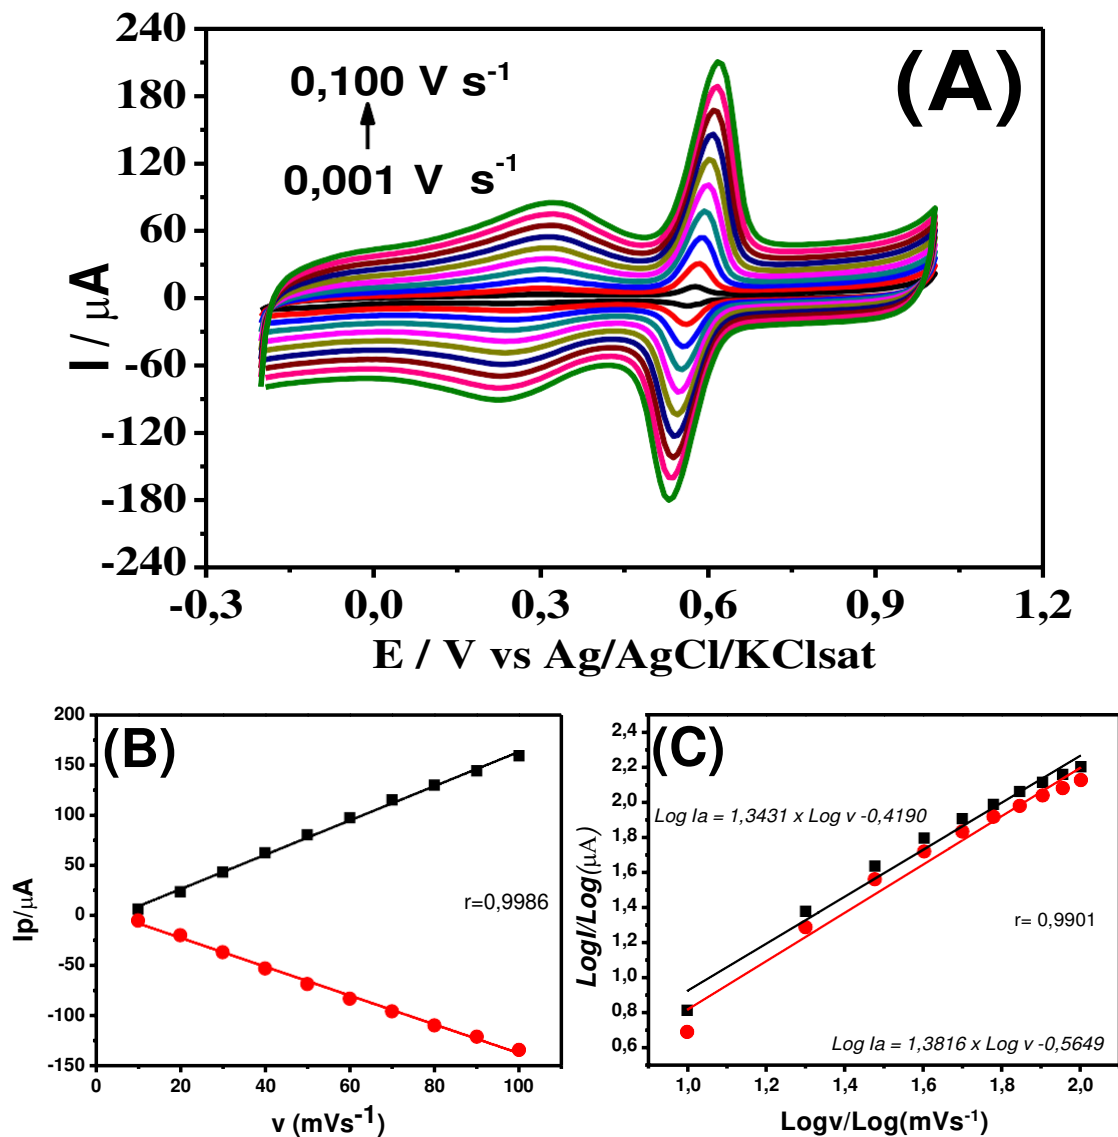 (A)
0,100 V s⁻¹
0,001 V s⁻¹
240
180
120
60
0
-60
-120
-180
-240
I / μA
-0,3 0,0 0,3 0,6 0,9 1,2
E / V vs Ag/AgCl/KClsat
(B)
200
150
100
50
0
-50
-100
-150
Ip/μA
r=0,9986
0 20 40 60 80 100
v (mVs⁻¹)
(C)
2,4
2,2
2,0
1,8
1,6
1,4
1,2
1,0
0,8
0,6
LogI/Log(μA)
Log Ia = 1,3431 x Log v -0,4190
r= 0,9901
Log Ia = 1,3816 x Log v -0,5649
1,0 1,2 1,4 1,6 1,8 2,0
Logv/Log(mVs⁻¹)